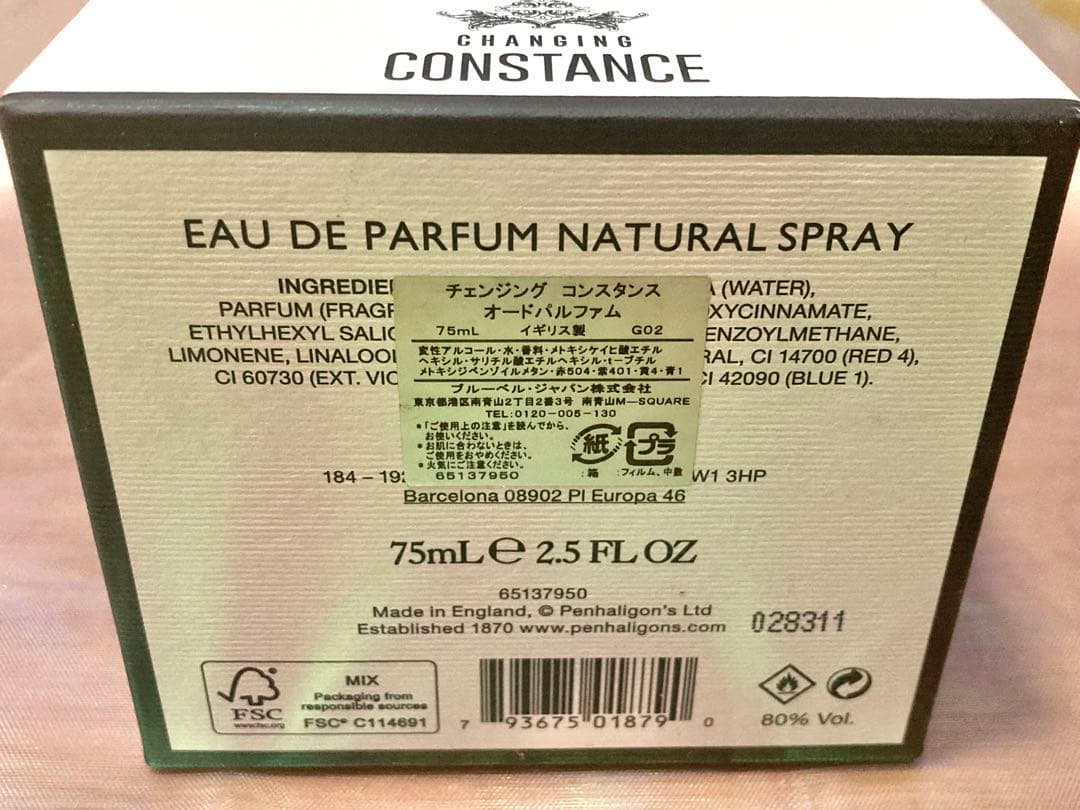 CHANGING
CONSTANCE
EAU DE PARFUM NATURAL SPRAY
INGREDIE
(WATER),
PARFUM (FRAG
OXYCINNAMATE,
ETHYLHEXYL SALIC
ENZOYLMETHANE,
LIMONENE, LINALOOL
RAL, CI 14700 (RED 4),
CI 60730 (EXT. VIO
CI 42090 (BLUE 1).
チェンジング コンスタンス
オードパルファム
75mL イギリス製 G02
変性アルコール・水・香料・メトキシケイヒ酸エチル
ヘキシル・サリチル酸エチルヘキシル・t-ブチル
メトキシジベンゾイルメタン・赤504・紫401・黄4・青1
ブルーベル・ジャパン株式会社
東京都港区南青山2丁目2番3号 南青山M—SQUARE
TEL:0120-005-130
*「ご使用上の注意」を読んでから、
お使いください。
*お肌に合わないときは、
ご使用をおやめください。
*火気にご注意ください。
65137950
紙 プラ
:箱 :フィルム、中敷
184 – 192
W1 3HP
Barcelona 08902 Pl Europa 46
75mL e 2.5 FL OZ
65137950
Made in England, © Penhaligon's Ltd
Established 1870 www.penhaligons.com
028311
FSC
www.fsc.org
MIX
Packaging from
responsible sources
FSC® C114691
7 93675 01879 0
80% Vol.